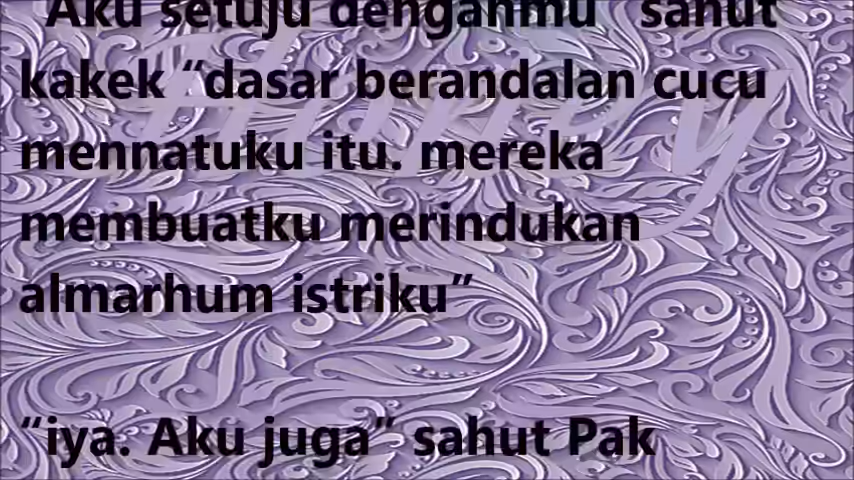 Aku setuju denganmu" sahut
kakek “dasar berandalan cucu
mennatuku itu. mereka
membuatku merindukan
almarhum istriku”
“iya. Aku juga” sahut Pak